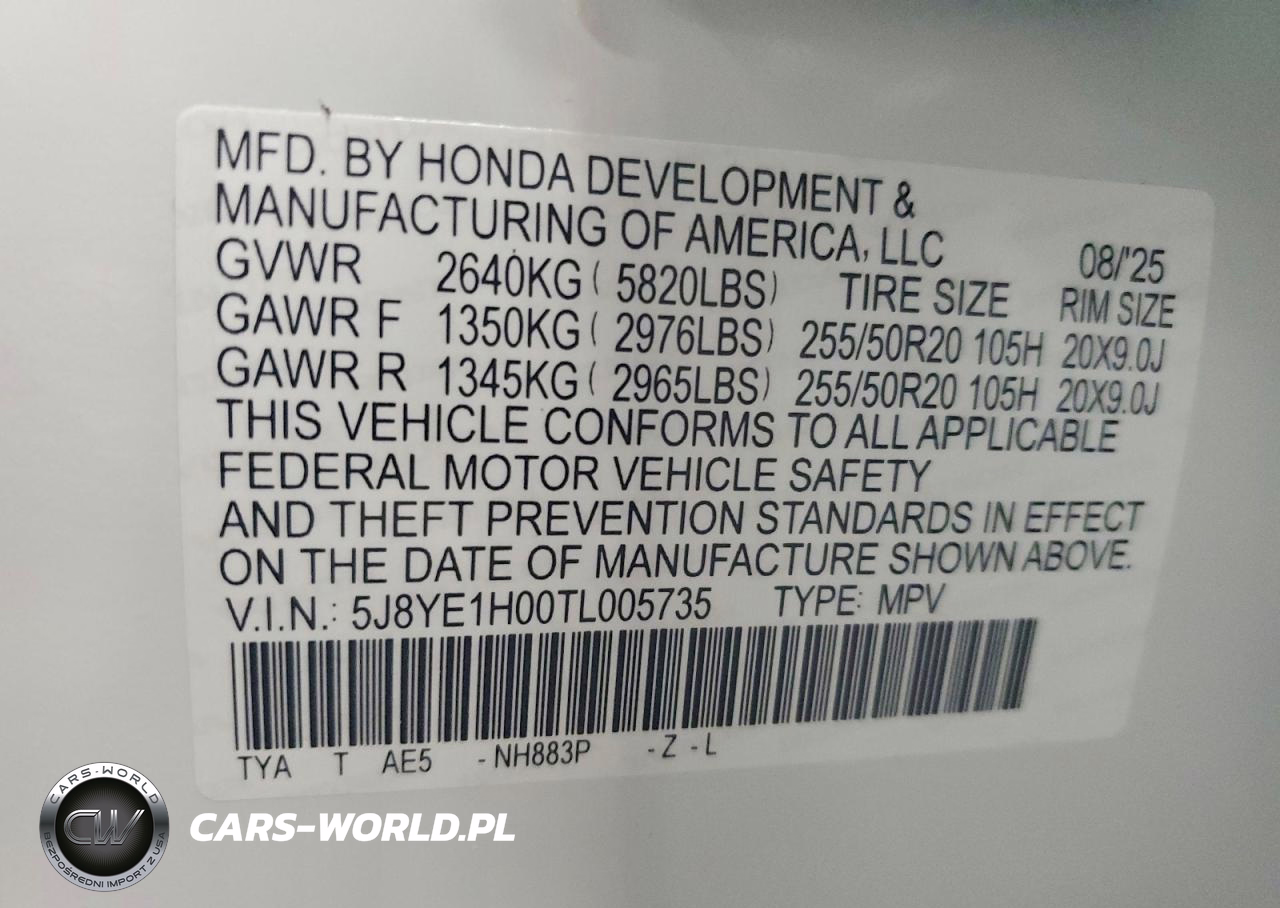 MFD. BY HONDA DEVELOPMENT &
MANUFACTURING OF AMERICA, LLC 08/'25
GVWR 2640KG ( 5820LBS) TIRE SIZE RIM SIZE
GAWR F 1350KG ( 2976LBS) 255/50R20 105H 20X9.0J
GAWR R 1345KG ( 2965LBS) 255/50R20 105H 20X9.0J
THIS VEHICLE CONFORMS TO ALL APPLICABLE
FEDERAL MOTOR VEHICLE SAFETY
AND THEFT PREVENTION STANDARDS IN EFFECT
ON THE DATE OF MANUFACTURE SHOWN ABOVE.
V.I.N.: 5J8YE1H00TL005735 TYPE: MPV
TYA T AE5 - NH883P - Z - L
CARS-WORLD
CW
BEZPOŚREDNI IMPORT Z USA
CARS-WORLD.PL